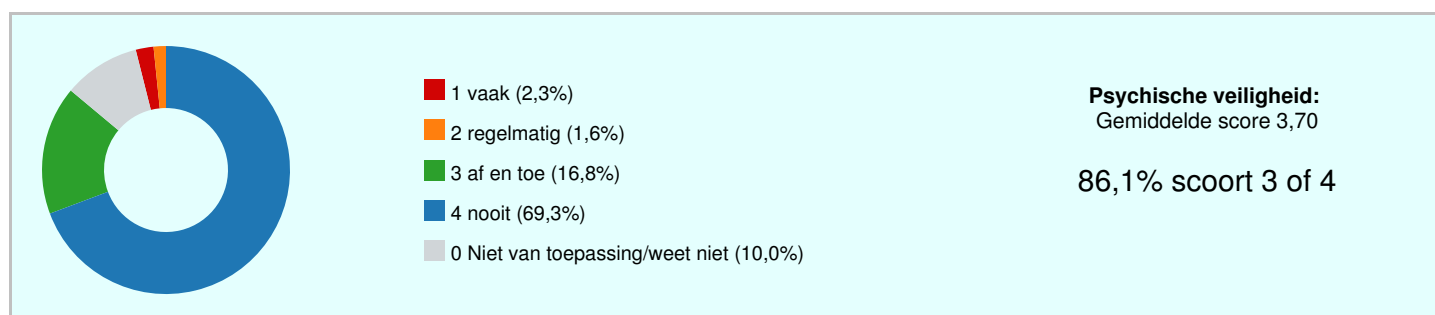 1 vaak (2,3%)
2 regelmatig (1,6%)
3 af en toe (16,8%)
4 nooit (69,3%)
0 Niet van toepassing/weet niet (10,0%)
Psychische veiligheid:
Gemiddelde score 3,70
86,1% scoort 3 of 4